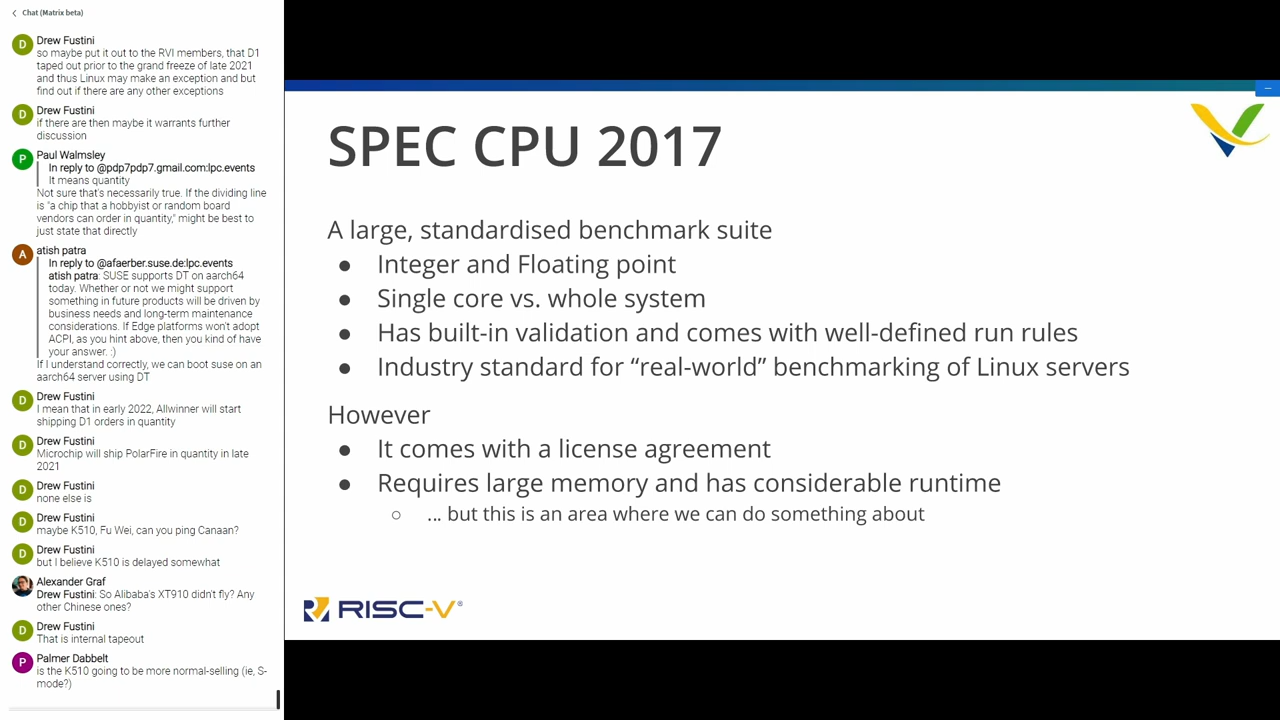 Chat (Matrix beta)
D
Drew Fustini
so maybe put it out to the RVI members, that D1
taped out prior to the grand freeze of late 2021
and thus Linux may make an exception and but
find out if there are any other exceptions
D
Drew Fustini
if there are then maybe it warrants further
discussion
P
Paul Walmsley
In reply to @pdp7pdp7.gmail.com:lpc.events
It means quantity
Not sure that's necessarily true. If the dividing line
is "a chip that a hobbyist or random board
vendors can order in quantity," might be best to
just state that directly
A
atish patra
In reply to @afaerber.suse.de:lpc.events
atish patra: SUSE supports DT on aarch64
today. Whether or not we might support
something in future products will be driven by
business needs and long-term maintenance
considerations. If Edge platforms won't adopt
ACPI, as you hint above, then you kind of have
your answer. :)
If I understand correctly, we can boot suse on an
aarch64 server using DT
D
Drew Fustini
I mean that in early 2022, Allwinner will start
shipping D1 orders in quantity
D
Drew Fustini
Microchip will ship PolarFire in quantity in late
2021
D
Drew Fustini
none else is
D
Drew Fustini
maybe K510, Fu Wei, can you ping Canaan?
D
Drew Fustini
but I believe K510 is delayed somewhat
Alexander Graf
Drew Fustini: So Alibaba's XT910 didn't fly? Any
other Chinese ones?
D
Drew Fustini
That is internal tapeout
P
Palmer Dabbelt
is the K510 going to be more normal-selling (ie, S-
mode?)
SPEC CPU 2017
A large, standardised benchmark suite
● Integer and Floating point
● Single core vs. whole system
● Has built-in validation and comes with well-defined run rules
● Industry standard for “real-world” benchmarking of Linux servers
However
● It comes with a license agreement
● Requires large memory and has considerable runtime
○ … but this is an area where we can do something about
RISC-V®